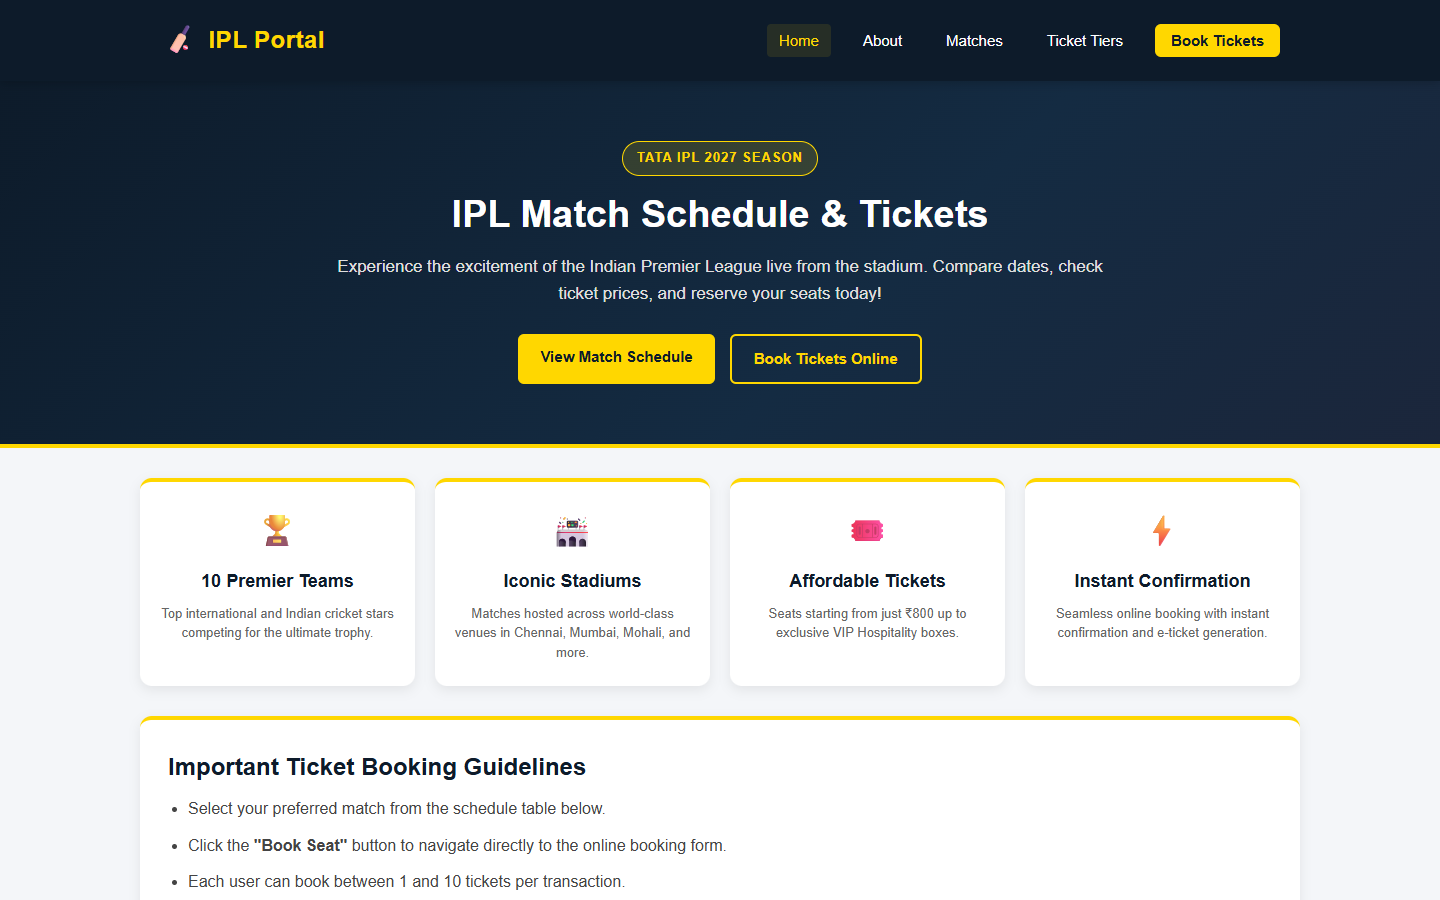 IPL Portal
Home
About
Matches
Ticket Tiers
Book Tickets
TATA IPL 2027 SEASON
IPL Match Schedule & Tickets
Experience the excitement of the Indian Premier League live from the stadium. Compare dates, check
ticket prices, and reserve your seats today!
View Match Schedule
Book Tickets Online
10 Premier Teams
Top international and Indian cricket stars
competing for the ultimate trophy.
Iconic Stadiums
Matches hosted across world-class
venues in Chennai, Mumbai, Mohali, and
more.
Affordable Tickets
Seats starting from just ₹800 up to
exclusive VIP Hospitality boxes.
Instant Confirmation
Seamless online booking with instant
confirmation and e-ticket generation.
Important Ticket Booking Guidelines
• Select your preferred match from the schedule table below.
• Click the "Book Seat" button to navigate directly to the online booking form.
• Each user can book between 1 and 10 tickets per transaction.